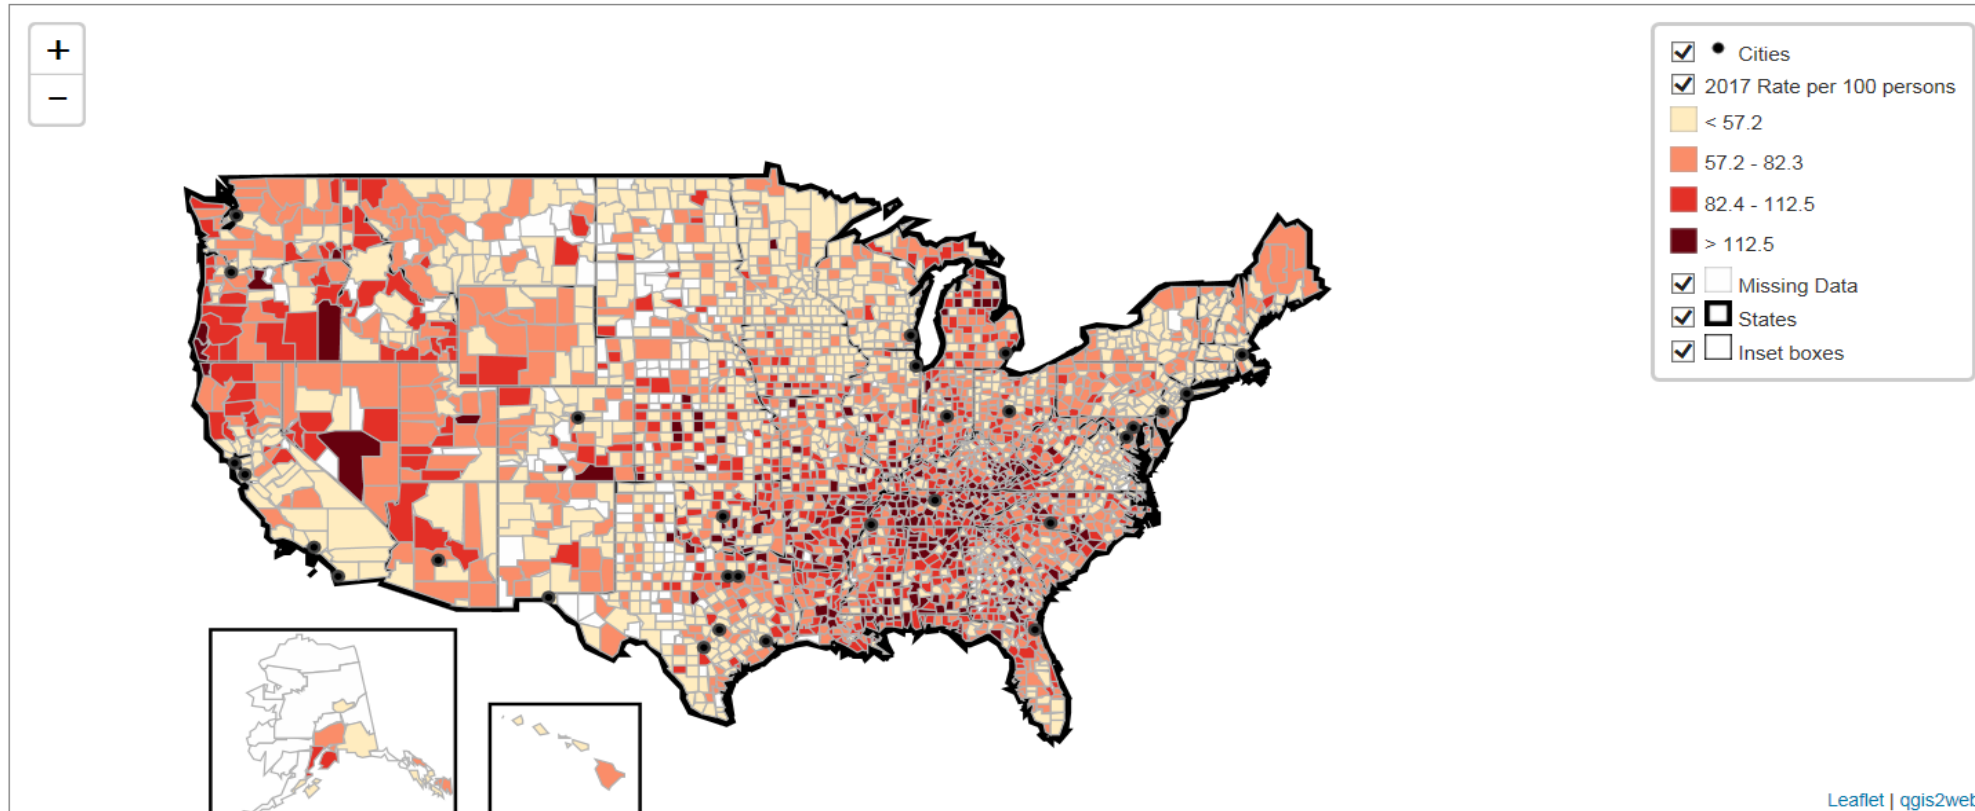 +
−
Cities
2017 Rate per 100 persons
< 57.2
57.2 - 82.3
82.4 - 112.5
> 112.5
Missing Data
States
Inset boxes
Leaflet | qgis2web